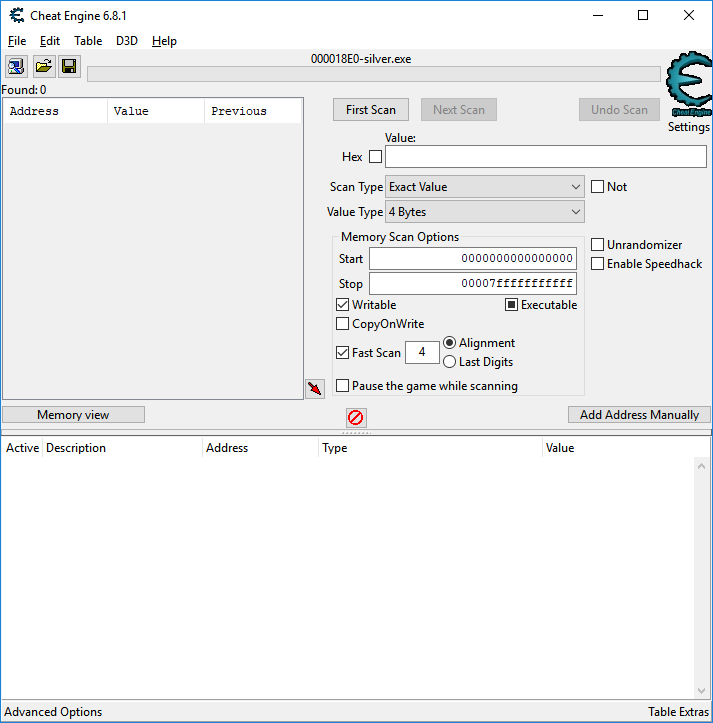 Cheat Engine 6.8.1
File Edit Table D3D Help
000018E0-silver.exe
Found: 0
Address Value Previous
First Scan Next Scan Undo Scan
Cheat Engine
Settings
Value:
Hex
Scan Type Exact Value Not
Value Type 4 Bytes
Memory Scan Options
Unrandomizer
Start 0000000000000000
Enable Speedhack
Stop 00007fffffffffff
Writable Executable
CopyOnWrite
Fast Scan 4 Alignment
Last Digits
Pause the game while scanning
Memory view Add Address Manually
Active Description Address Type Value
Advanced Options Table Extras